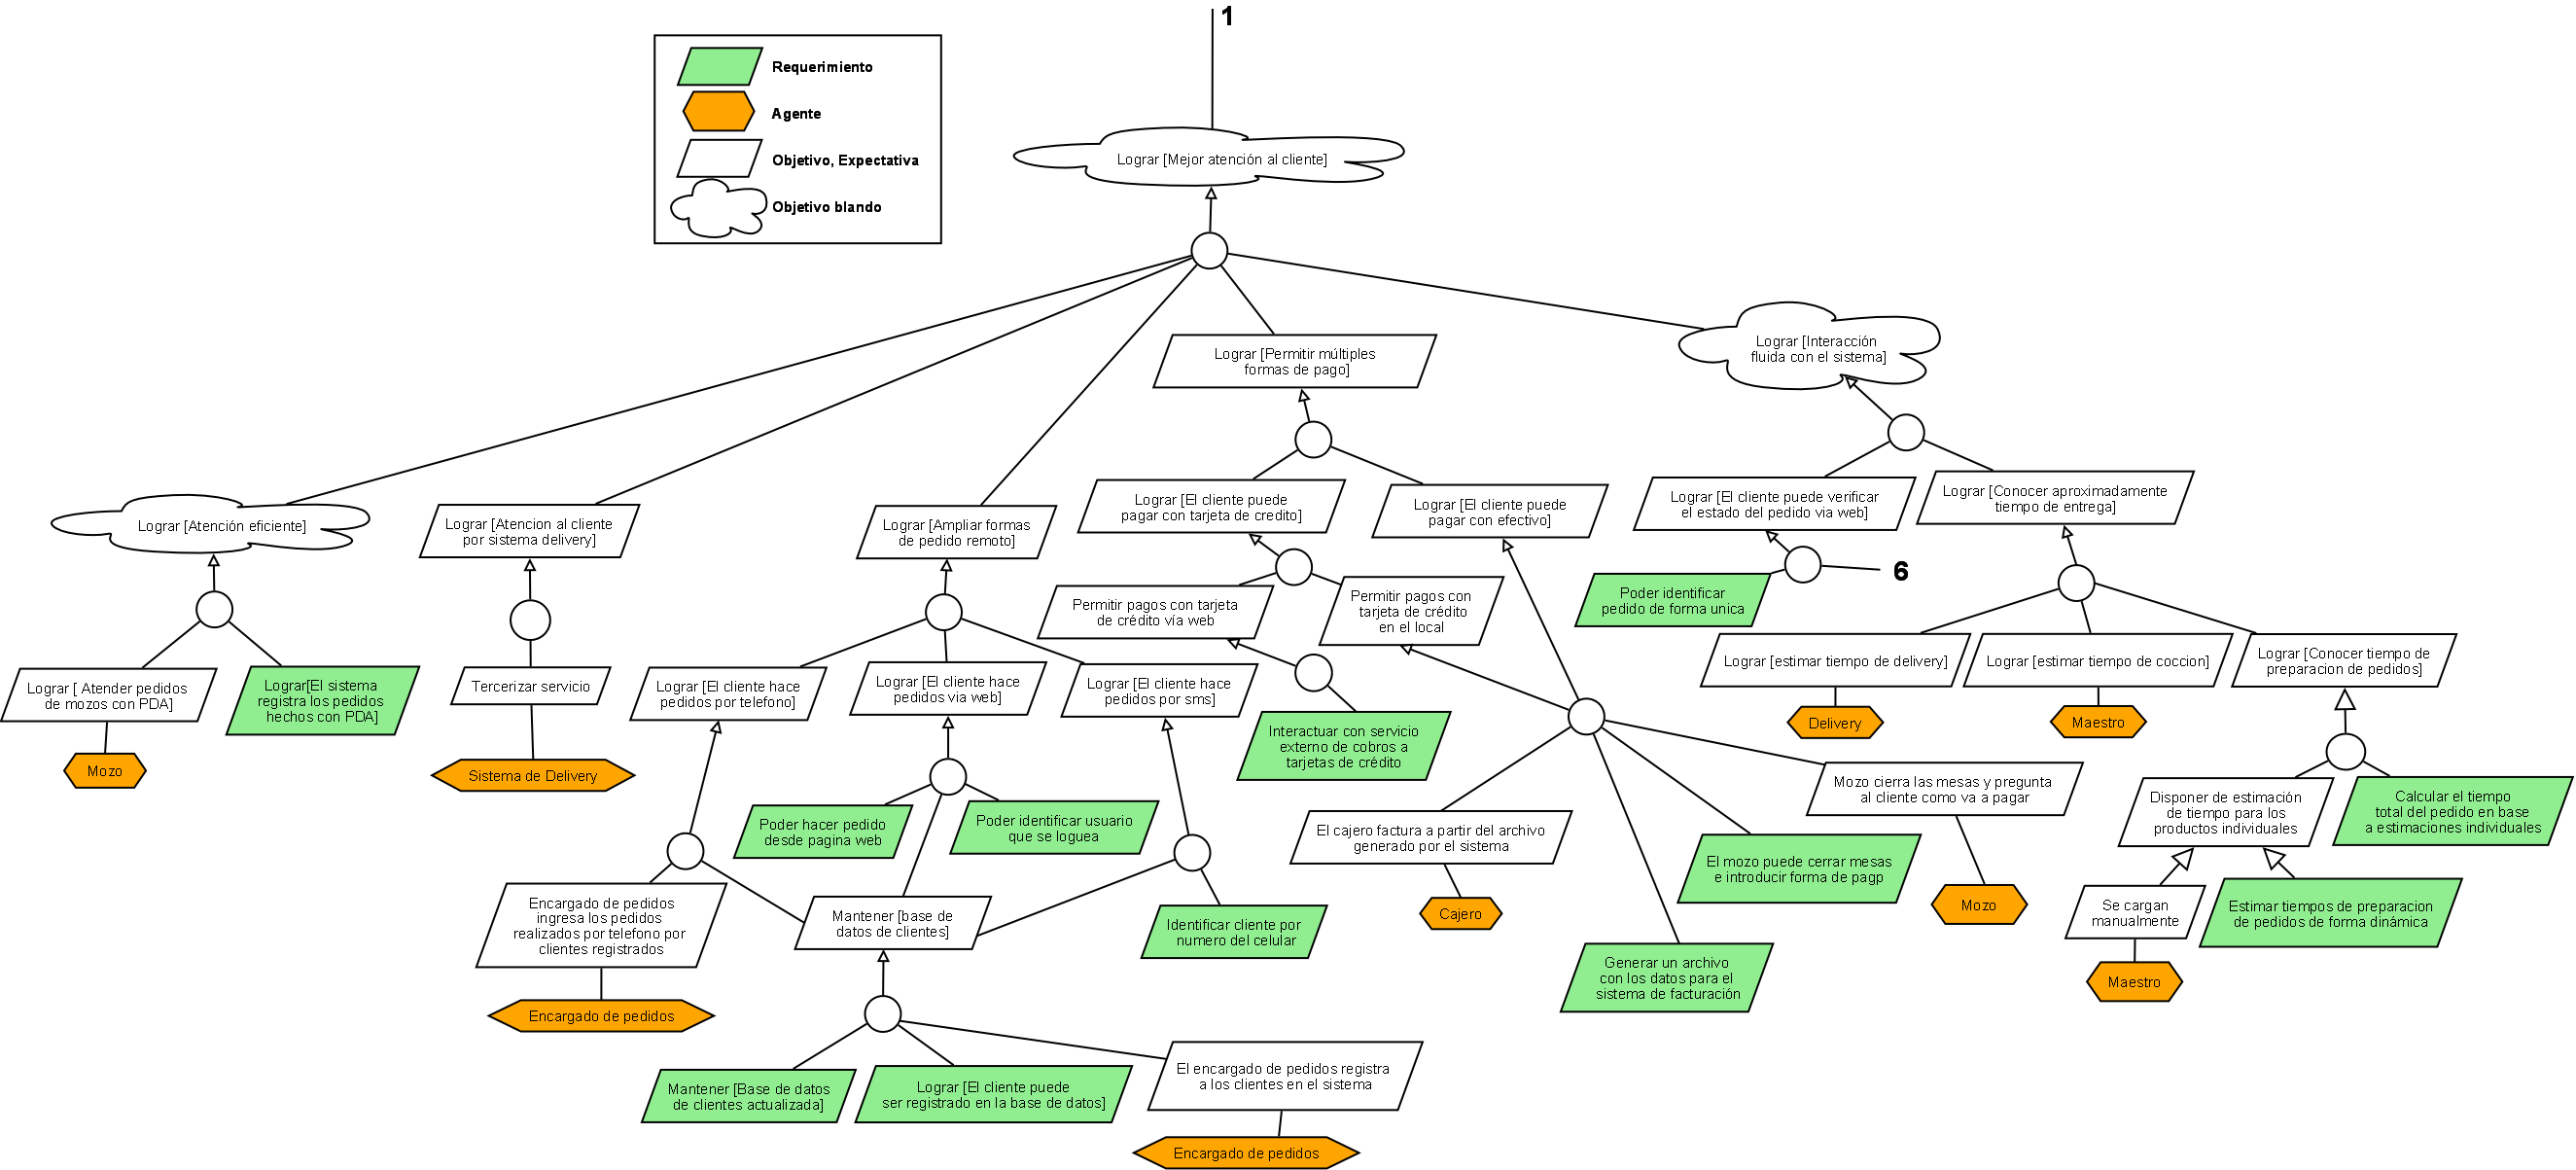 1
Requerimiento
Agente
Objetivo, Expectativa
Objetivo blando
Lograr [Mejor atención al cliente]
Lograr [Permitir múltiples
formas de pago]
Lograr [Interacción
fluida con el sistema]
Lograr [Atención eficiente]
Lograr [Atencion al cliente
por sistema delivery]
Lograr [Ampliar formas
de pedido remoto]
Lograr [El cliente puede
pagar con tarjeta de credito]
Lograr [El cliente puede
pagar con efectivo]
Lograr [El cliente puede verificar
el estado del pedido via web]
Lograr [Conocer aproximadamente
tiempo de entrega]
6
Permitir pagos con tarjeta
de crédito vía web
Permitir pagos con
tarjeta de crédito
en el local
Poder identificar
pedido de forma unica
Lograr [ Atender pedidos
de mozos con PDA]
Lograr[El sistema
registra los pedidos
hechos con PDA]
Tercerizar servicio
Lograr [El cliente hace
pedidos por telefono]
Lograr [El cliente hace
pedidos via web]
Lograr [El cliente hace
pedidos por sms]
Lograr [estimar tiempo de delivery]
Lograr [estimar tiempo de coccion]
Lograr [Conocer tiempo de
preparacion de pedidos]
Mozo
Sistema de Delivery
Interactuar con servicio
externo de cobros a
tarjetas de crédito
Delivery
Maestro
Poder hacer pedido
desde pagina web
Poder identificar usuario
que se loguea
El cajero factura a partir del archivo
generado por el sistema
Mozo cierra las mesas y pregunta
al cliente como va a pagar
Disponer de estimación
de tiempo para los
productos individuales
Calcular el tiempo
total del pedido en base
a estimaciones individuales
El mozo puede cerrar mesas
e introducir forma de pagp
Encargado de pedidos
ingresa los pedidos
realizados por telefono por
clientes registrados
Mantener [base de
datos de clientes]
Identificar cliente por
numero del celular
Cajero
Mozo
Se cargan
manualmente
Estimar tiempos de preparacion
de pedidos de forma dinámica
Generar un archivo
con los datos para el
sistema de facturación
Maestro
Encargado de pedidos
Mantener [Base de datos
de clientes actualizada]
Lograr [El cliente puede
ser registrado en la base de datos]
El encargado de pedidos registra
a los clientes en el sistema
Encargado de pedidos